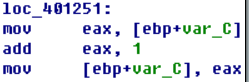 loc_401251:
mov eax, [ebp+var_C]
add eax, 1
mov [ebp+var_C], eax